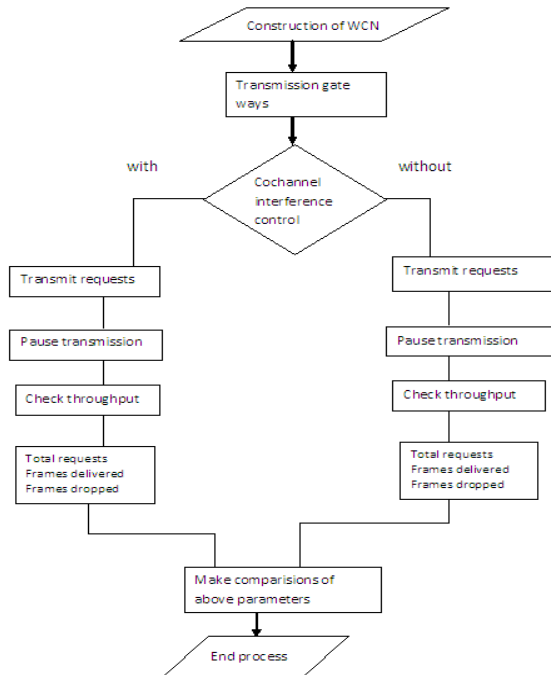 Construction of WCN
Transmission gate
ways
with
without
Cochannel
interference
control
Transmit requests
Pause transmission
Check throughput
Total requests
Frames delivered
Frames dropped
Transmit requests
Pause transmission
Check throughput
Total requests
Frames delivered
Frames dropped
Make comparisions of
above parameters
End process